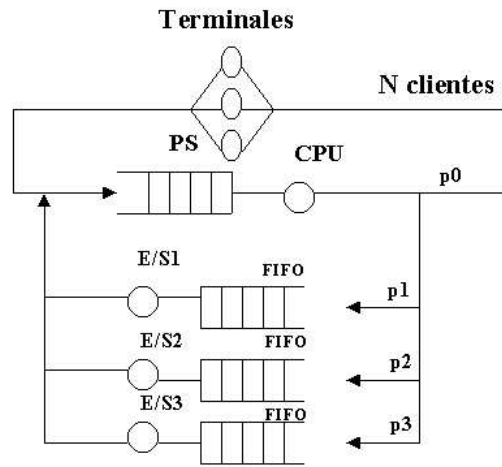 Terminales
N clientes
PS
CPU
p0
E/S1
FIFO
p1
E/S2
FIFO
p2
E/S3
FIFO
p3